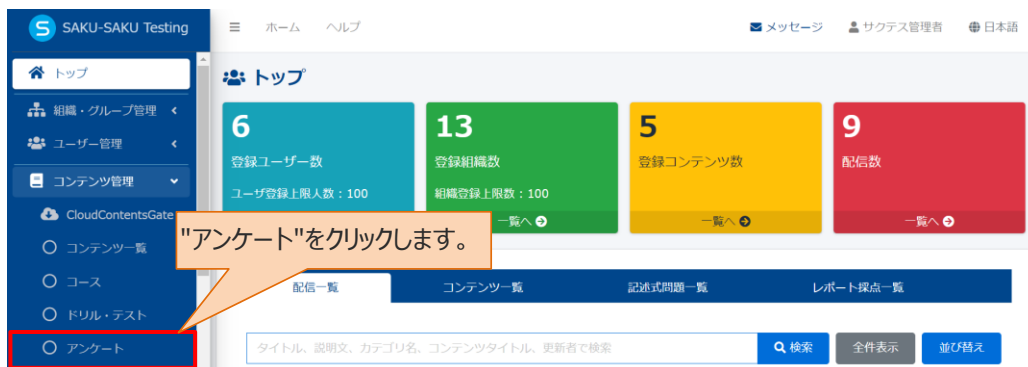 SAKU-SAKU Testing
ホーム ヘルプ
メッセージ サクテス管理者 日本語
トップ
組織・グループ管理
ユーザー管理
コンテンツ管理
CloudContentsGate
コンテンツ一覧
コース
ドリル・テスト
アンケート
トップ
6
登録ユーザー数
ユーザ登録上限人数：100
13
登録組織数
組織登録上限数：100
一覧へ
5
登録コンテンツ数
一覧へ
9
配信数
一覧へ
"アンケート"をクリックします。
配信一覧 コンテンツ一覧 記述式問題一覧 レポート採点一覧
タイトル、説明文、カテゴリ名、コンテンツタイトル、更新者で検索
検索 全件表示 並び替え